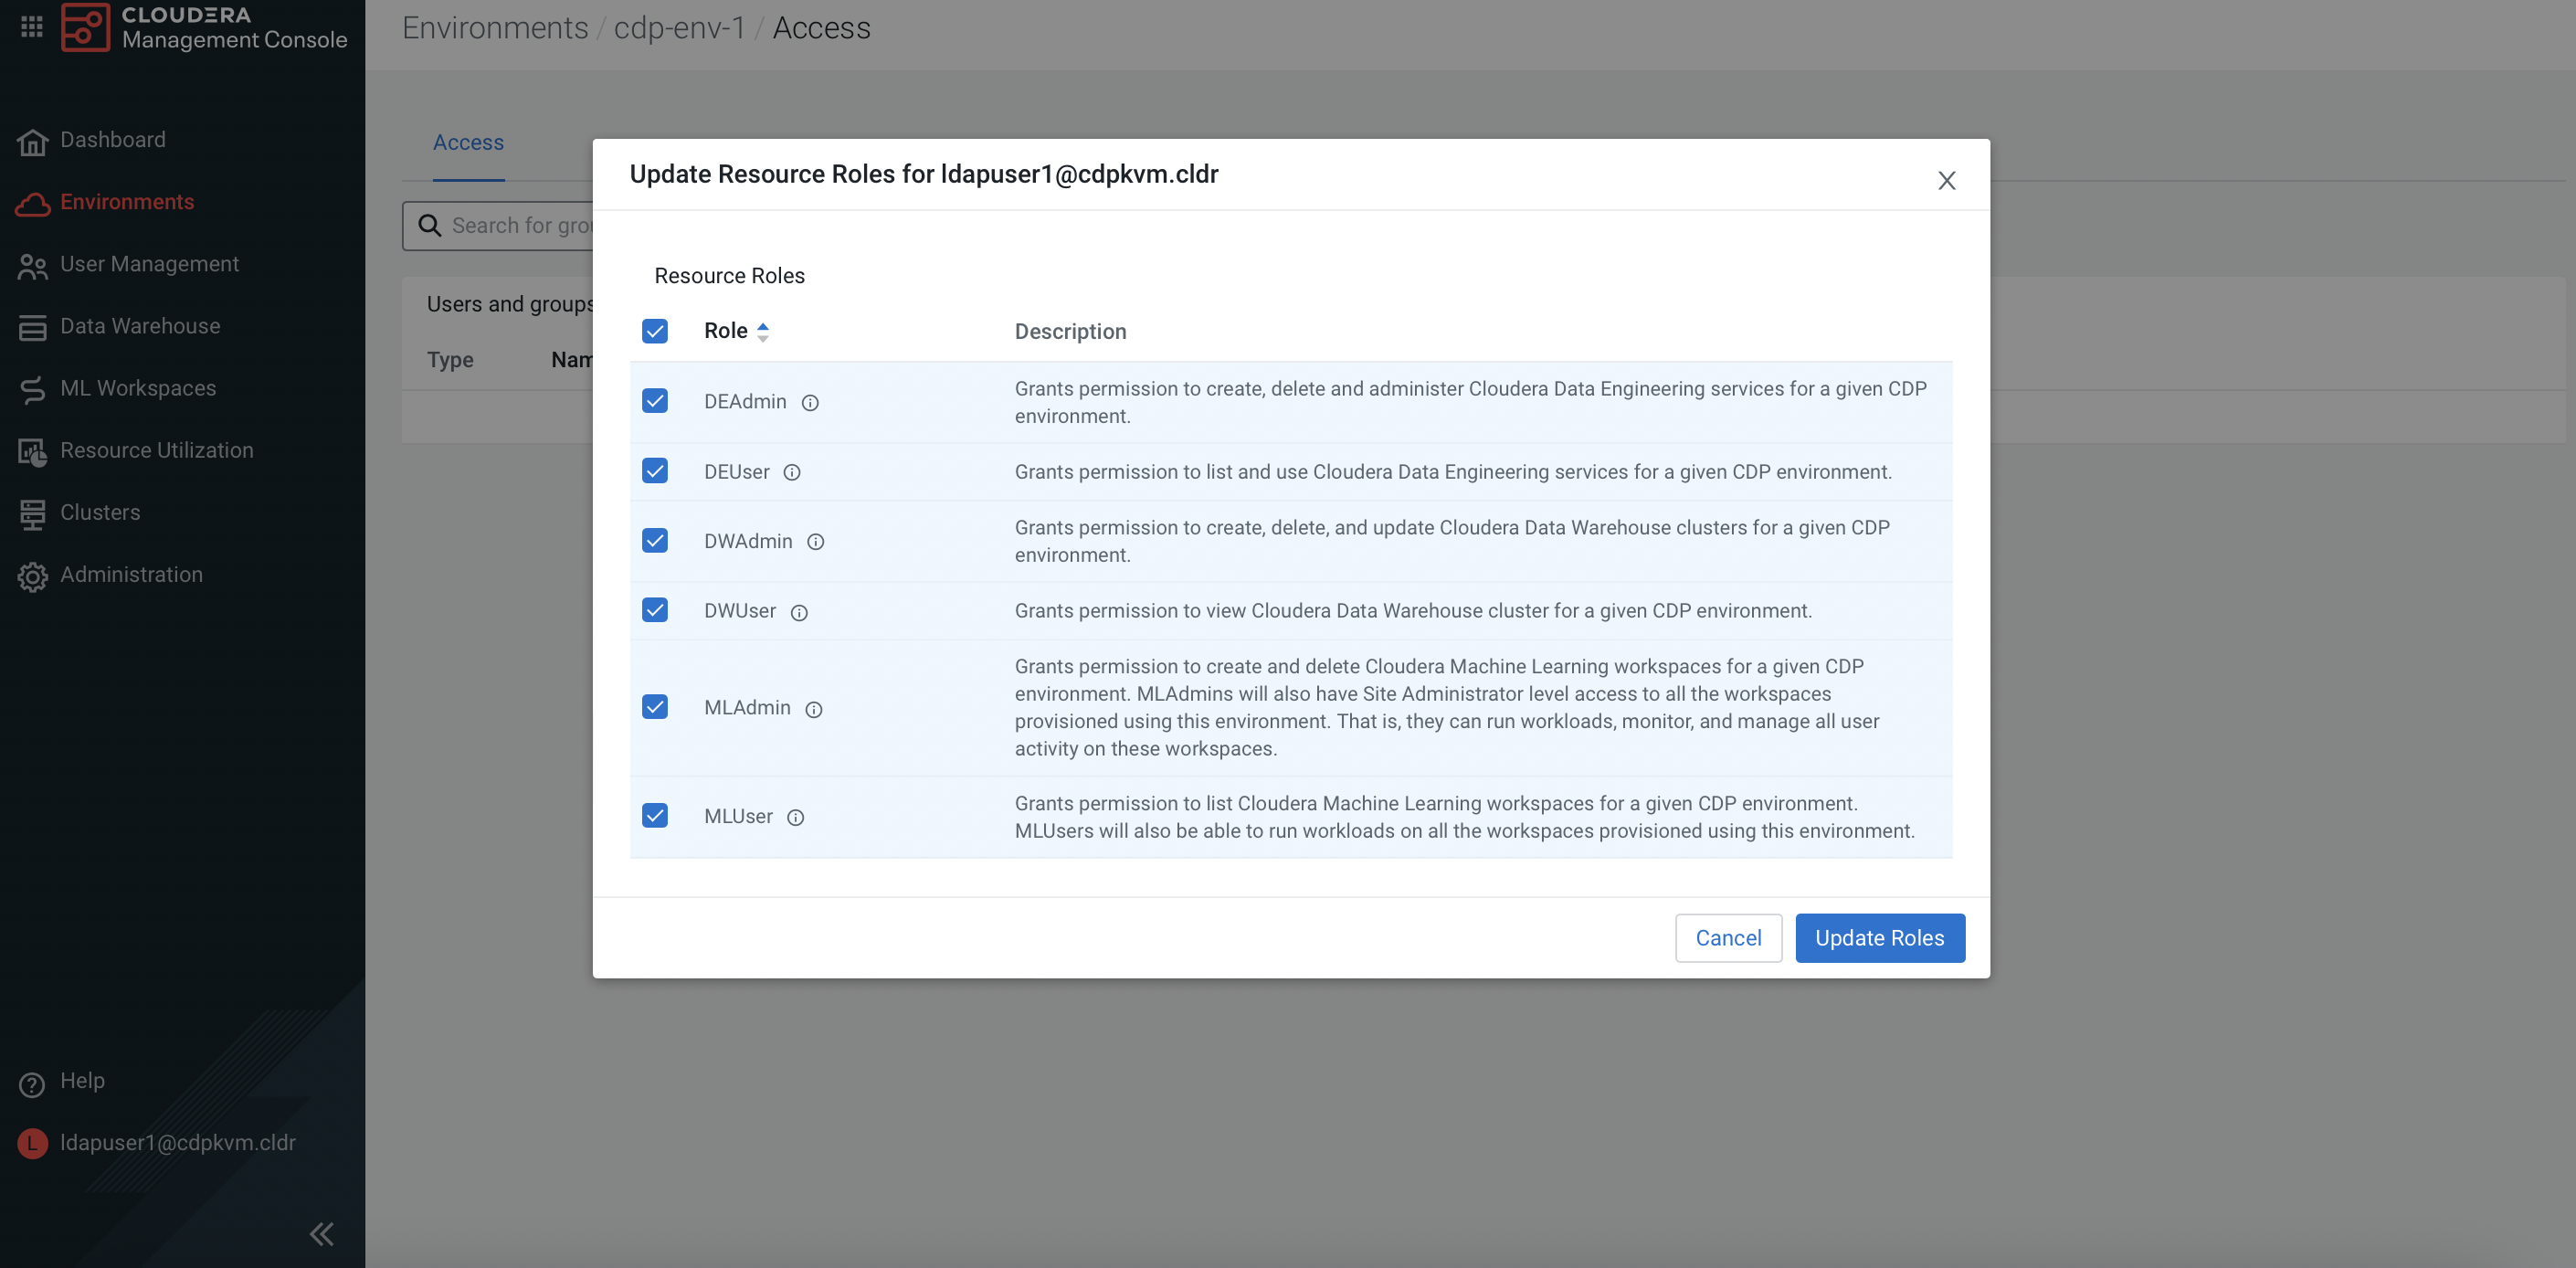 CLOUDERA
Management Console
Dashboard
Environments
User Management
Data Warehouse
ML Workspaces
Resource Utilization
Clusters
Administration
Help
L ldapuser1@cdpkvm.cldr
Environments / cdp-env-1 / Access
Access
Search for
Users and groups
Type
Update Resource Roles for ldapuser1@cdpkvm.cldr
Resource Roles
Role Description
DEAdmin Grants permission to create, delete and administer Cloudera Data Engineering services for a given CDP
environment.
DEUser Grants permission to list and use Cloudera Data Engineering services for a given CDP environment.
DWAdmin Grants permission to create, delete, and update Cloudera Data Warehouse clusters for a given CDP
environment.
DWUser Grants permission to view Cloudera Data Warehouse cluster for a given CDP environment.
MLAdmin Grants permission to create and delete Cloudera Machine Learning workspaces for a given CDP
environment. MLAdmins will also have Site Administrator level access to all the workspaces
provisioned using this environment. That is, they can run workloads, monitor, and manage all user
activity on these workspaces.
MLUser Grants permission to list Cloudera Machine Learning workspaces for a given CDP environment.
MLUsers will also be able to run workloads on all the workspaces provisioned using this environment.
Cancel
Update Roles